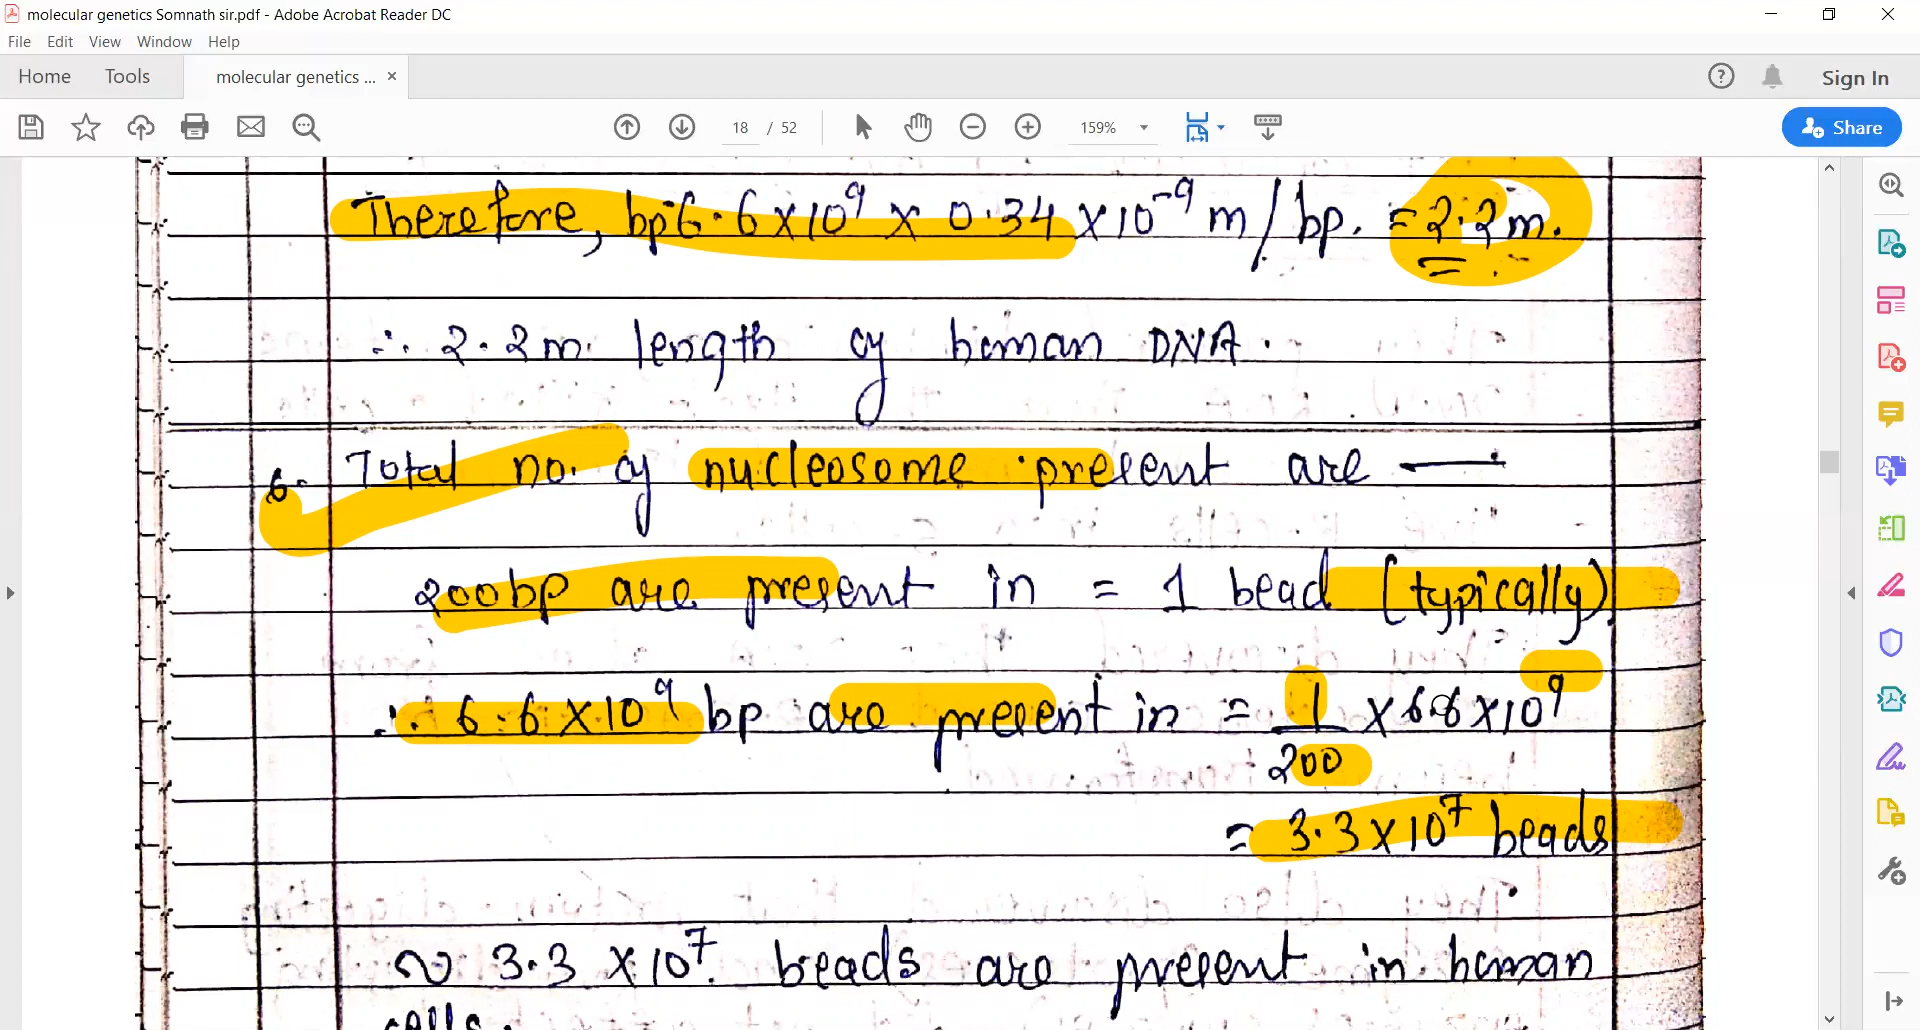 molecular genetics Somnath sir.pdf - Adobe Acrobat Reader DC
File Edit View Window Help
Home Tools molecular genetics ... × Sign In
18 / 52 159% Share
Therefore, bp 6.6×10⁹ × 0.34 ×10⁻⁹ m/bp. = 2.2m.
∴ 2.2m. length of human DNA.
6. Total no. of nucleosome present are —
200bp are present in = 1 bead (typically)
∴ 6.6×10⁹ bp are present in = 1/200 × 6.6×10⁹
= 3.3×10⁷ beads
~ 3.3 ×10⁷ beads are present in human
cells.